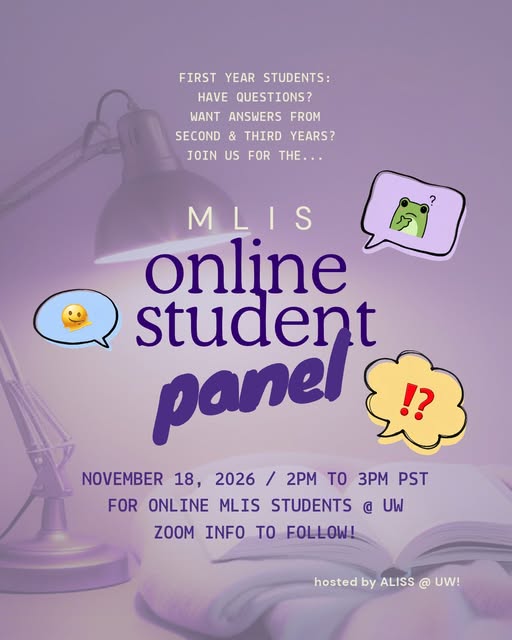 FIRST YEAR STUDENTS:
HAVE QUESTIONS?
WANT ANSWERS FROM
SECOND & THIRD YEARS?
JOIN US FOR THE...
MLIS
online
student
panel
?
⁉
NOVEMBER 18, 2026 / 2PM TO 3PM PST
FOR ONLINE MLIS STUDENTS @ UW
ZOOM INFO TO FOLLOW!
hosted by ALISS @ UW!